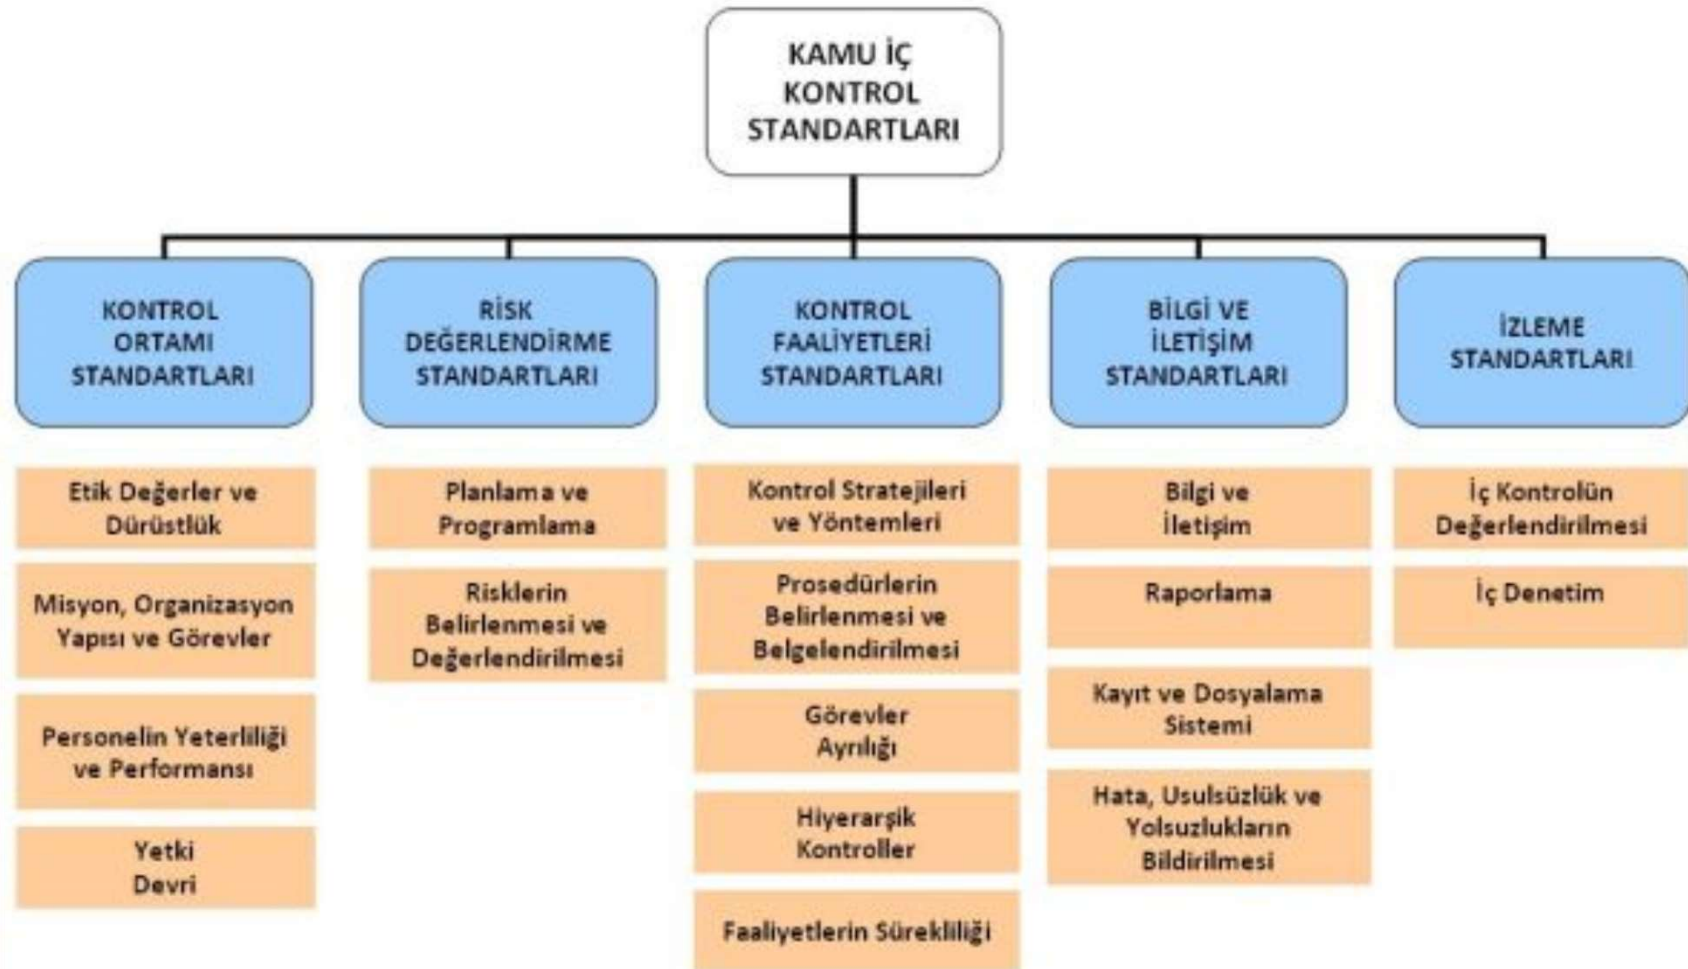 KAMU İÇ
KONTROL
STANDARTLARI
KONTROL
ORTAMI
STANDARTLARI
RİSK
DEĞERLENDİRME
STANDARTLARI
KONTROL
FAALİYETLERİ
STANDARTLARI
BİLGİ VE
İLETİŞİM
STANDARTLARI
İZLEME
STANDARTLARI
Etik Değerler ve
Dürüstlük
Misyon, Organizasyon
Yapısı ve Görevler
Personelin Yeterliliği
ve Performansı
Yetki
Devri
Planlama ve
Programlama
Risklerin
Belirlenmesi ve
Değerlendirilmesi
Kontrol Stratejileri
ve Yöntemleri
Prosedürlerin
Belirlenmesi ve
Belgelendirilmesi
Görevler
Ayrılığı
Hiyerarşik
Kontroller
Faaliyetlerin Sürekliliği
Bilgi ve
İletişim
Raporlama
Kayıt ve Dosyalama
Sistemi
Hata, Usulsüzlük ve
Yolsuzlukların
Bildirilmesi
İç Kontrolün
Değerlendirilmesi
İç Denetim